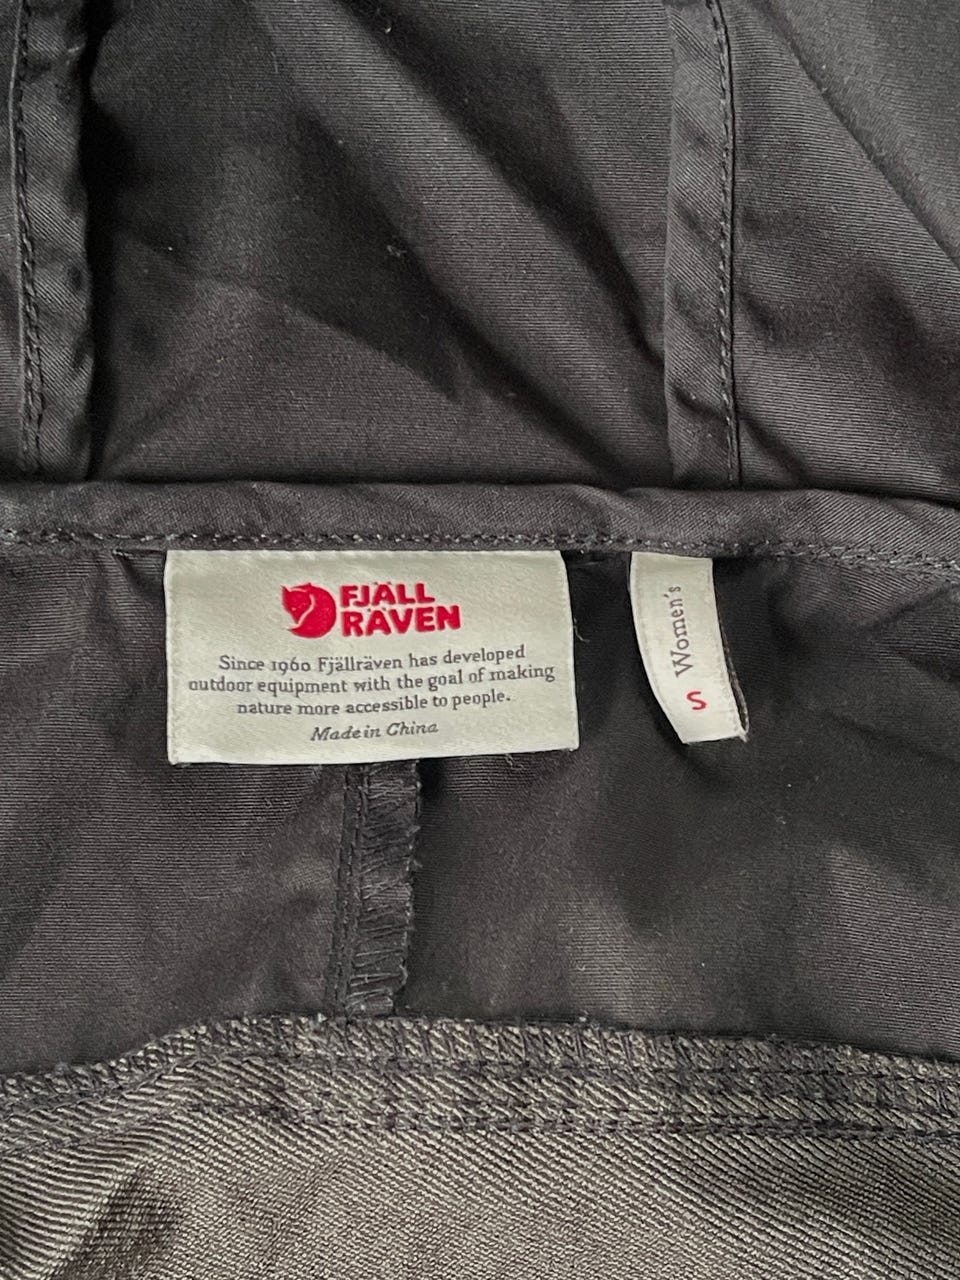 FJÄLL
RÄVEN
Since 1960 Fjällräven has developed
outdoor equipment with the goal of making
nature more accessible to people.
Made in China
Women's
S